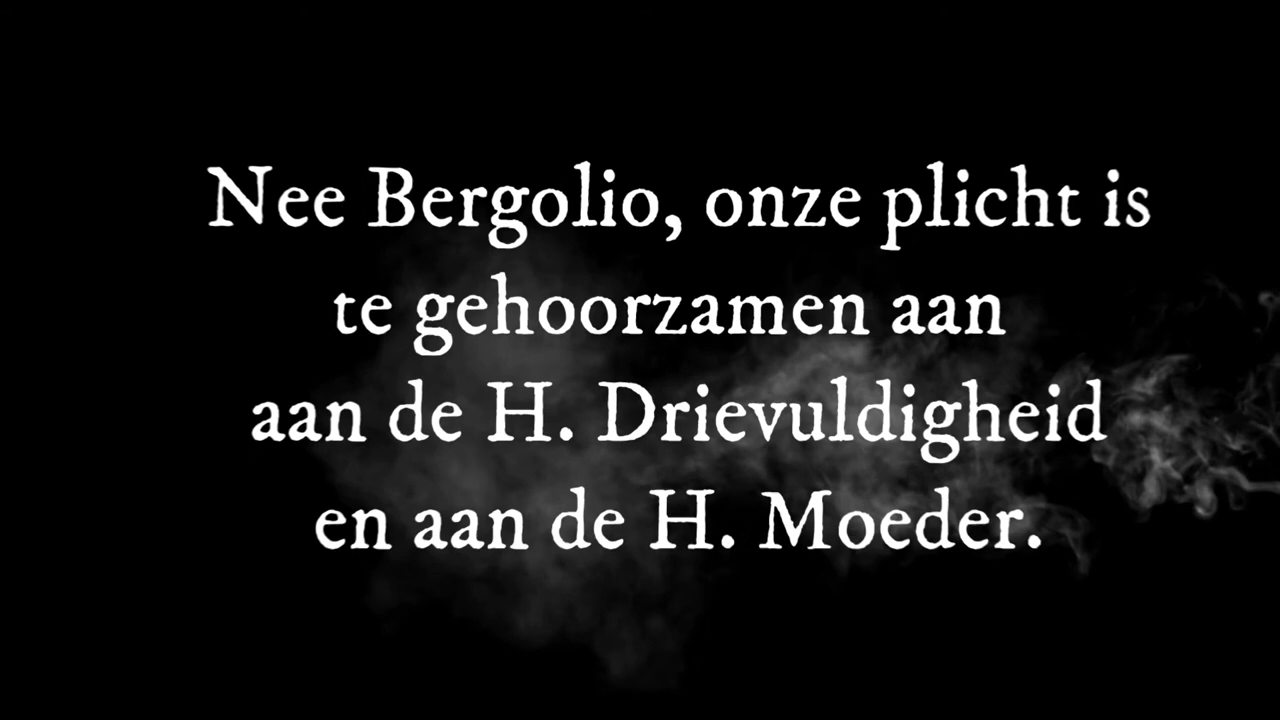 Nee Bergolio, onze plicht is
te gehoorzamen aan
aan de H. Drievuldigheid
en aan de H. Moeder.